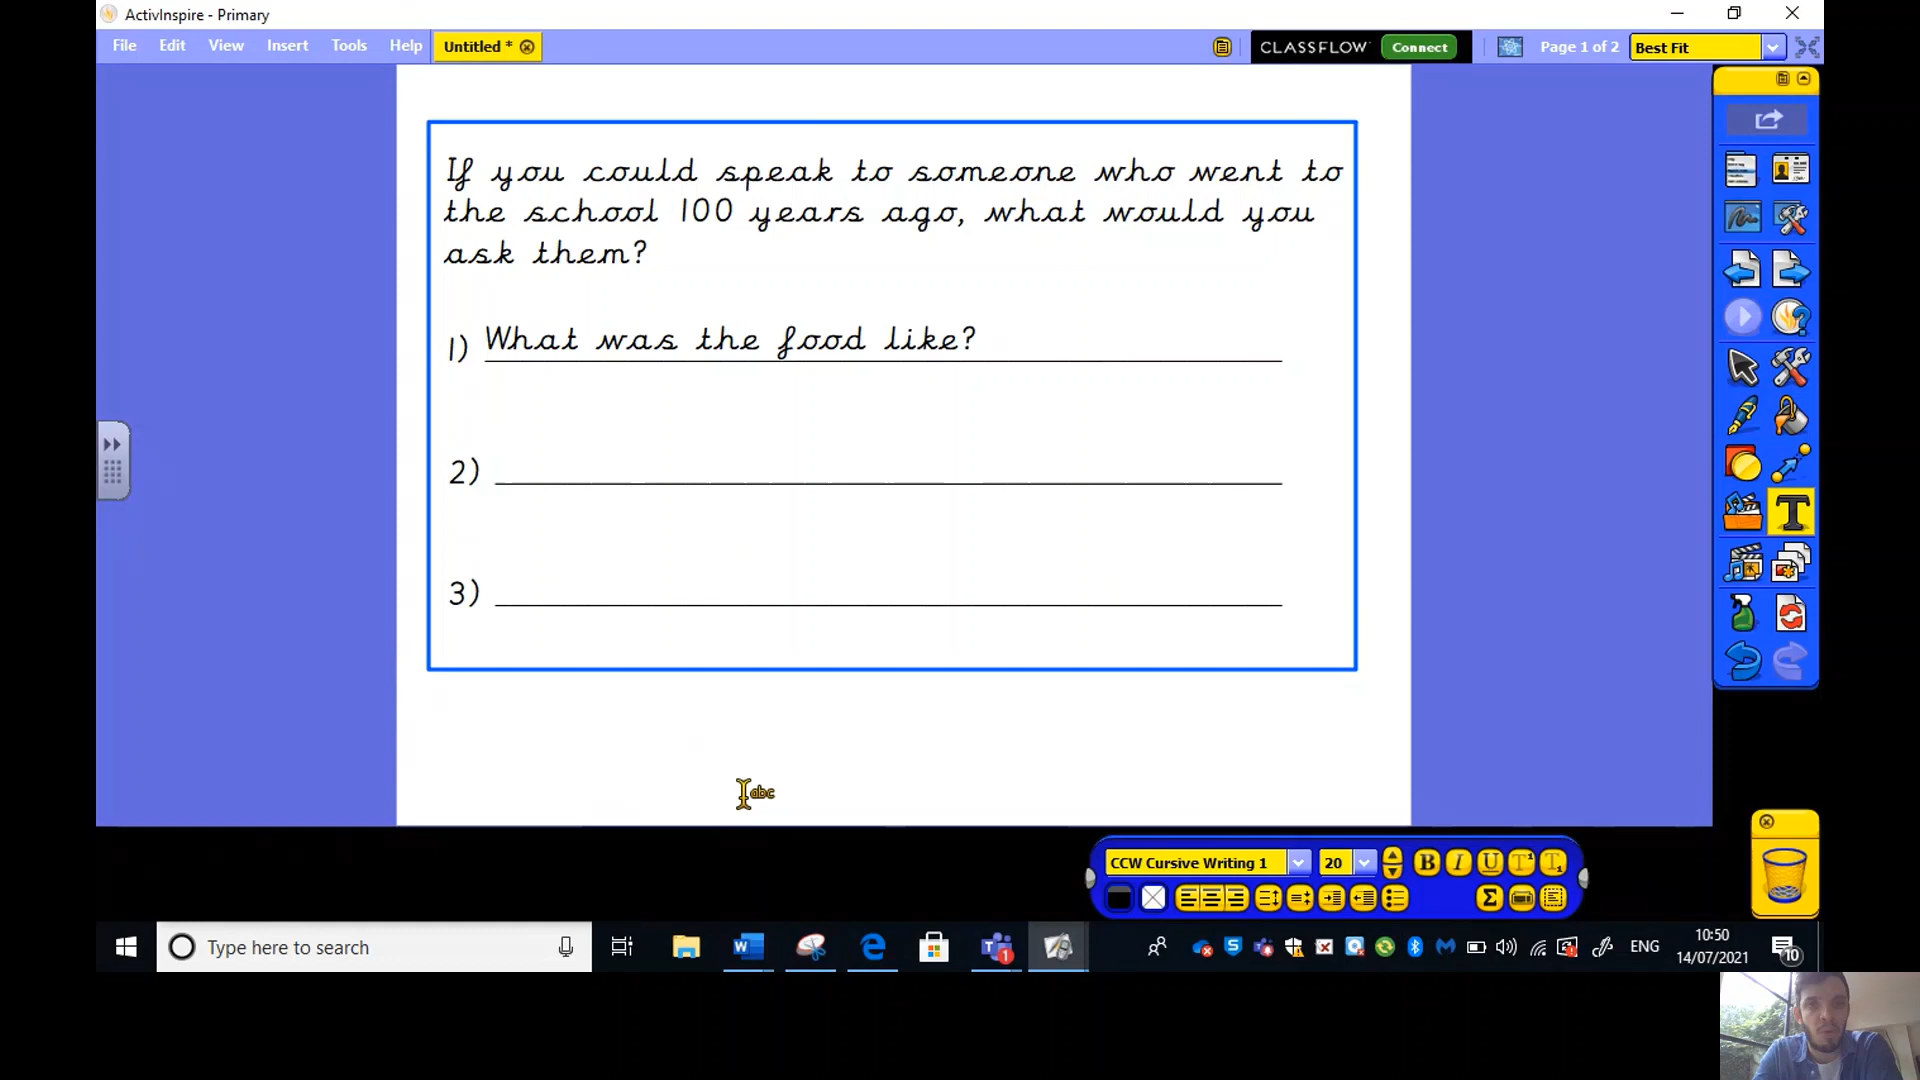 ActivInspire - Primary
File Edit View Insert Tools Help Untitled * CLASSFLOW Connect Page 1 of 2 Best Fit
If you could speak to someone who went to
the school 100 years ago, what would you
ask them?
1) What was the food like?
2)
3)
abc
CCW Cursive Writing 1 20 B I U
Type here to search
ENG
10:50
14/07/2021
1
10